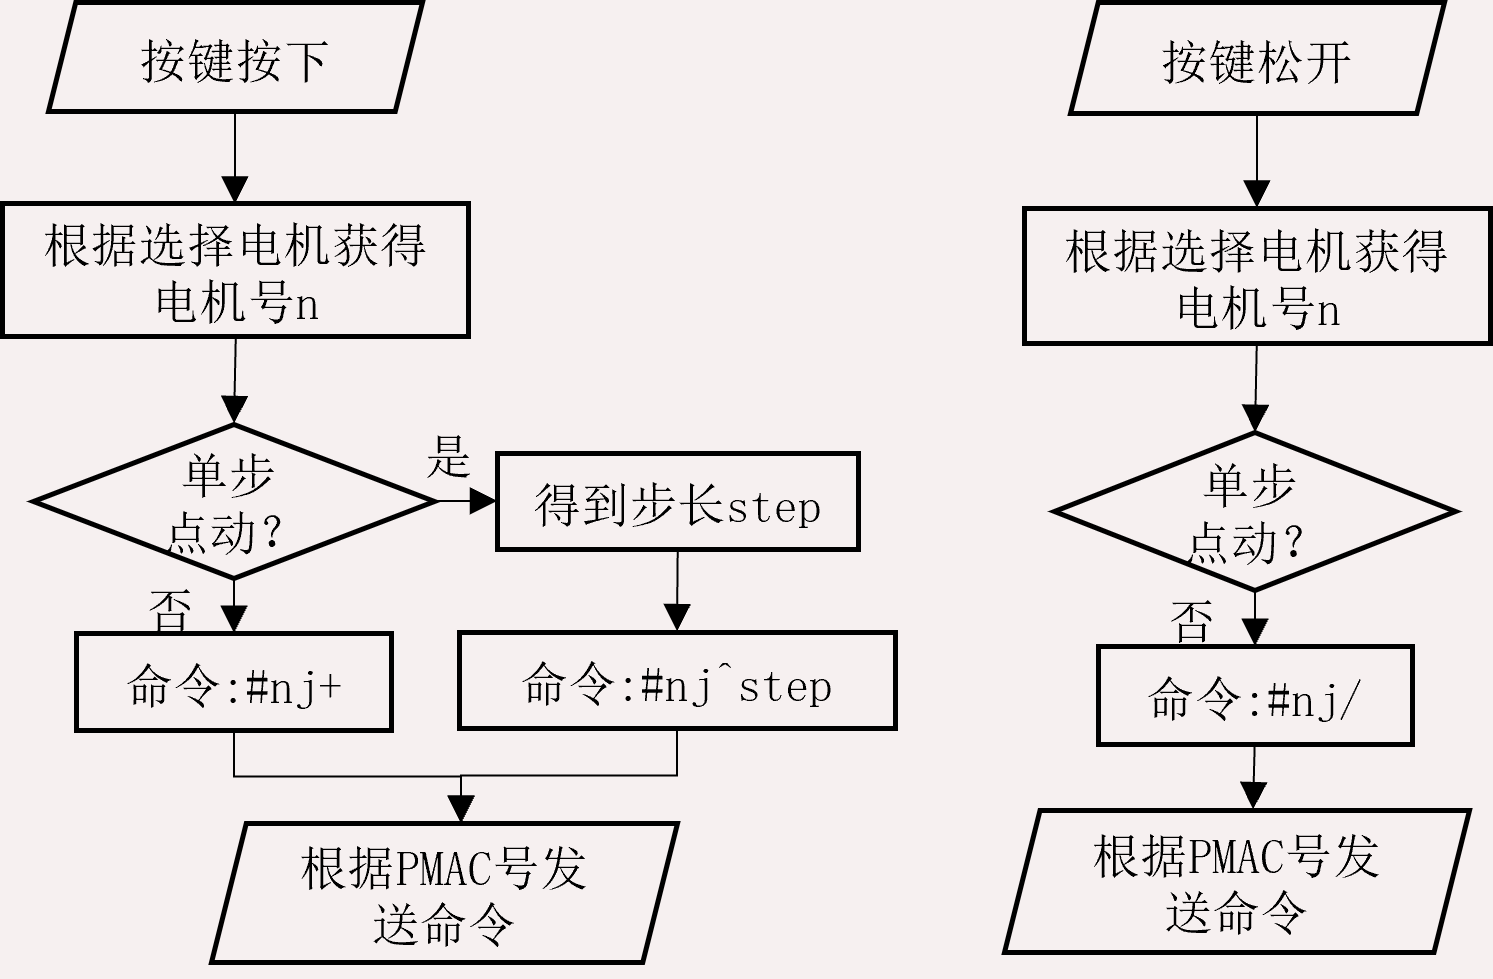 按键按下
根据选择电机获得
电机号n
单步
点动?
是
得到步长step
否
命令:#nj+
命令:#nj^step
根据PMAC号发
送命令
按键松开
根据选择电机获得
电机号n
单步
点动?
否
命令:#nj/
根据PMAC号发
送命令